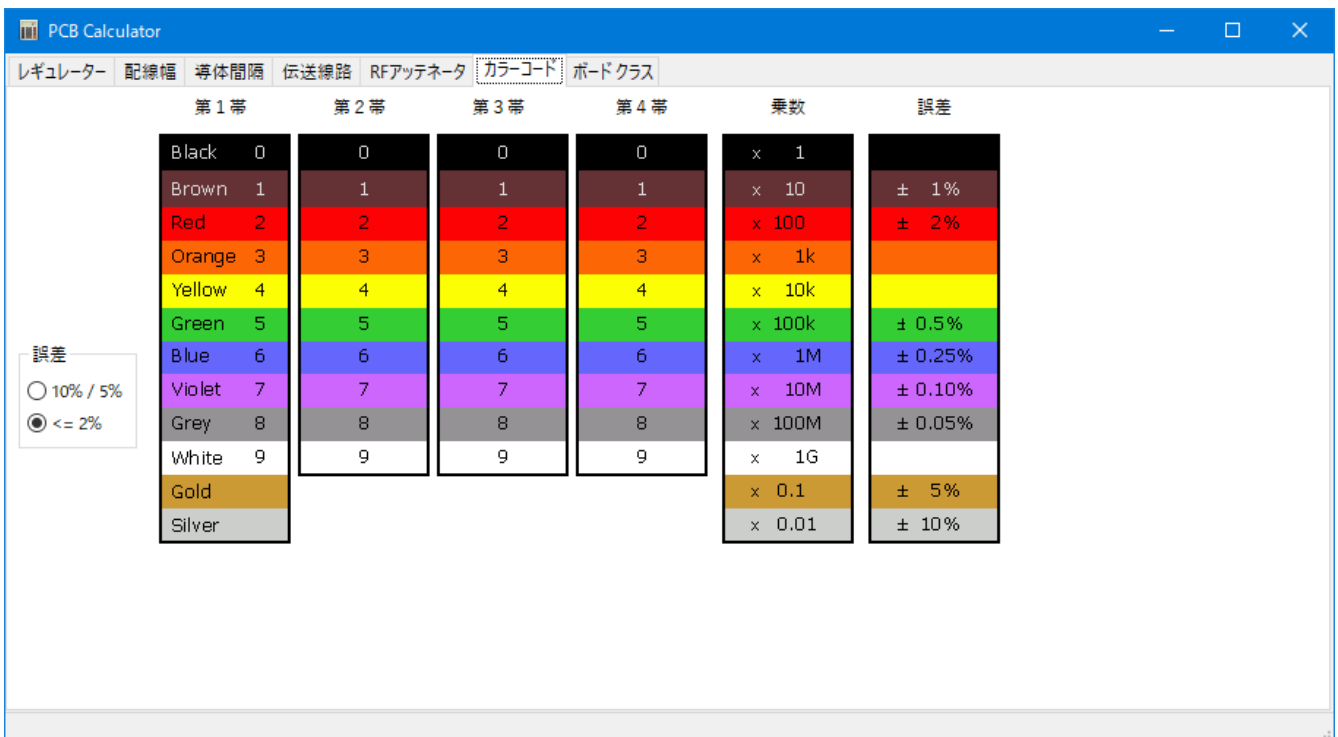 PCB Calculator
レギュレーター 配線幅 導体間隔 伝送線路 RFアッテネータ カラーコード ボードクラス
第1帯 第2帯 第3帯 第4帯 乗数 誤差
Black 0 0 0 0 x 1
Brown 1 1 1 1 x 10 ± 1%
Red 2 2 2 2 x 100 ± 2%
Orange 3 3 3 3 x 1k
Yellow 4 4 4 4 x 10k
Green 5 5 5 5 x 100k ± 0.5%
誤差
Blue 6 6 6 6 x 1M ± 0.25%
10% / 5%
Violet 7 7 7 7 x 10M ± 0.10%
<= 2%
Grey 8 8 8 8 x 100M ± 0.05%
White 9 9 9 9 x 1G
Gold x 0.1 ± 5%
Silver x 0.01 ± 10%